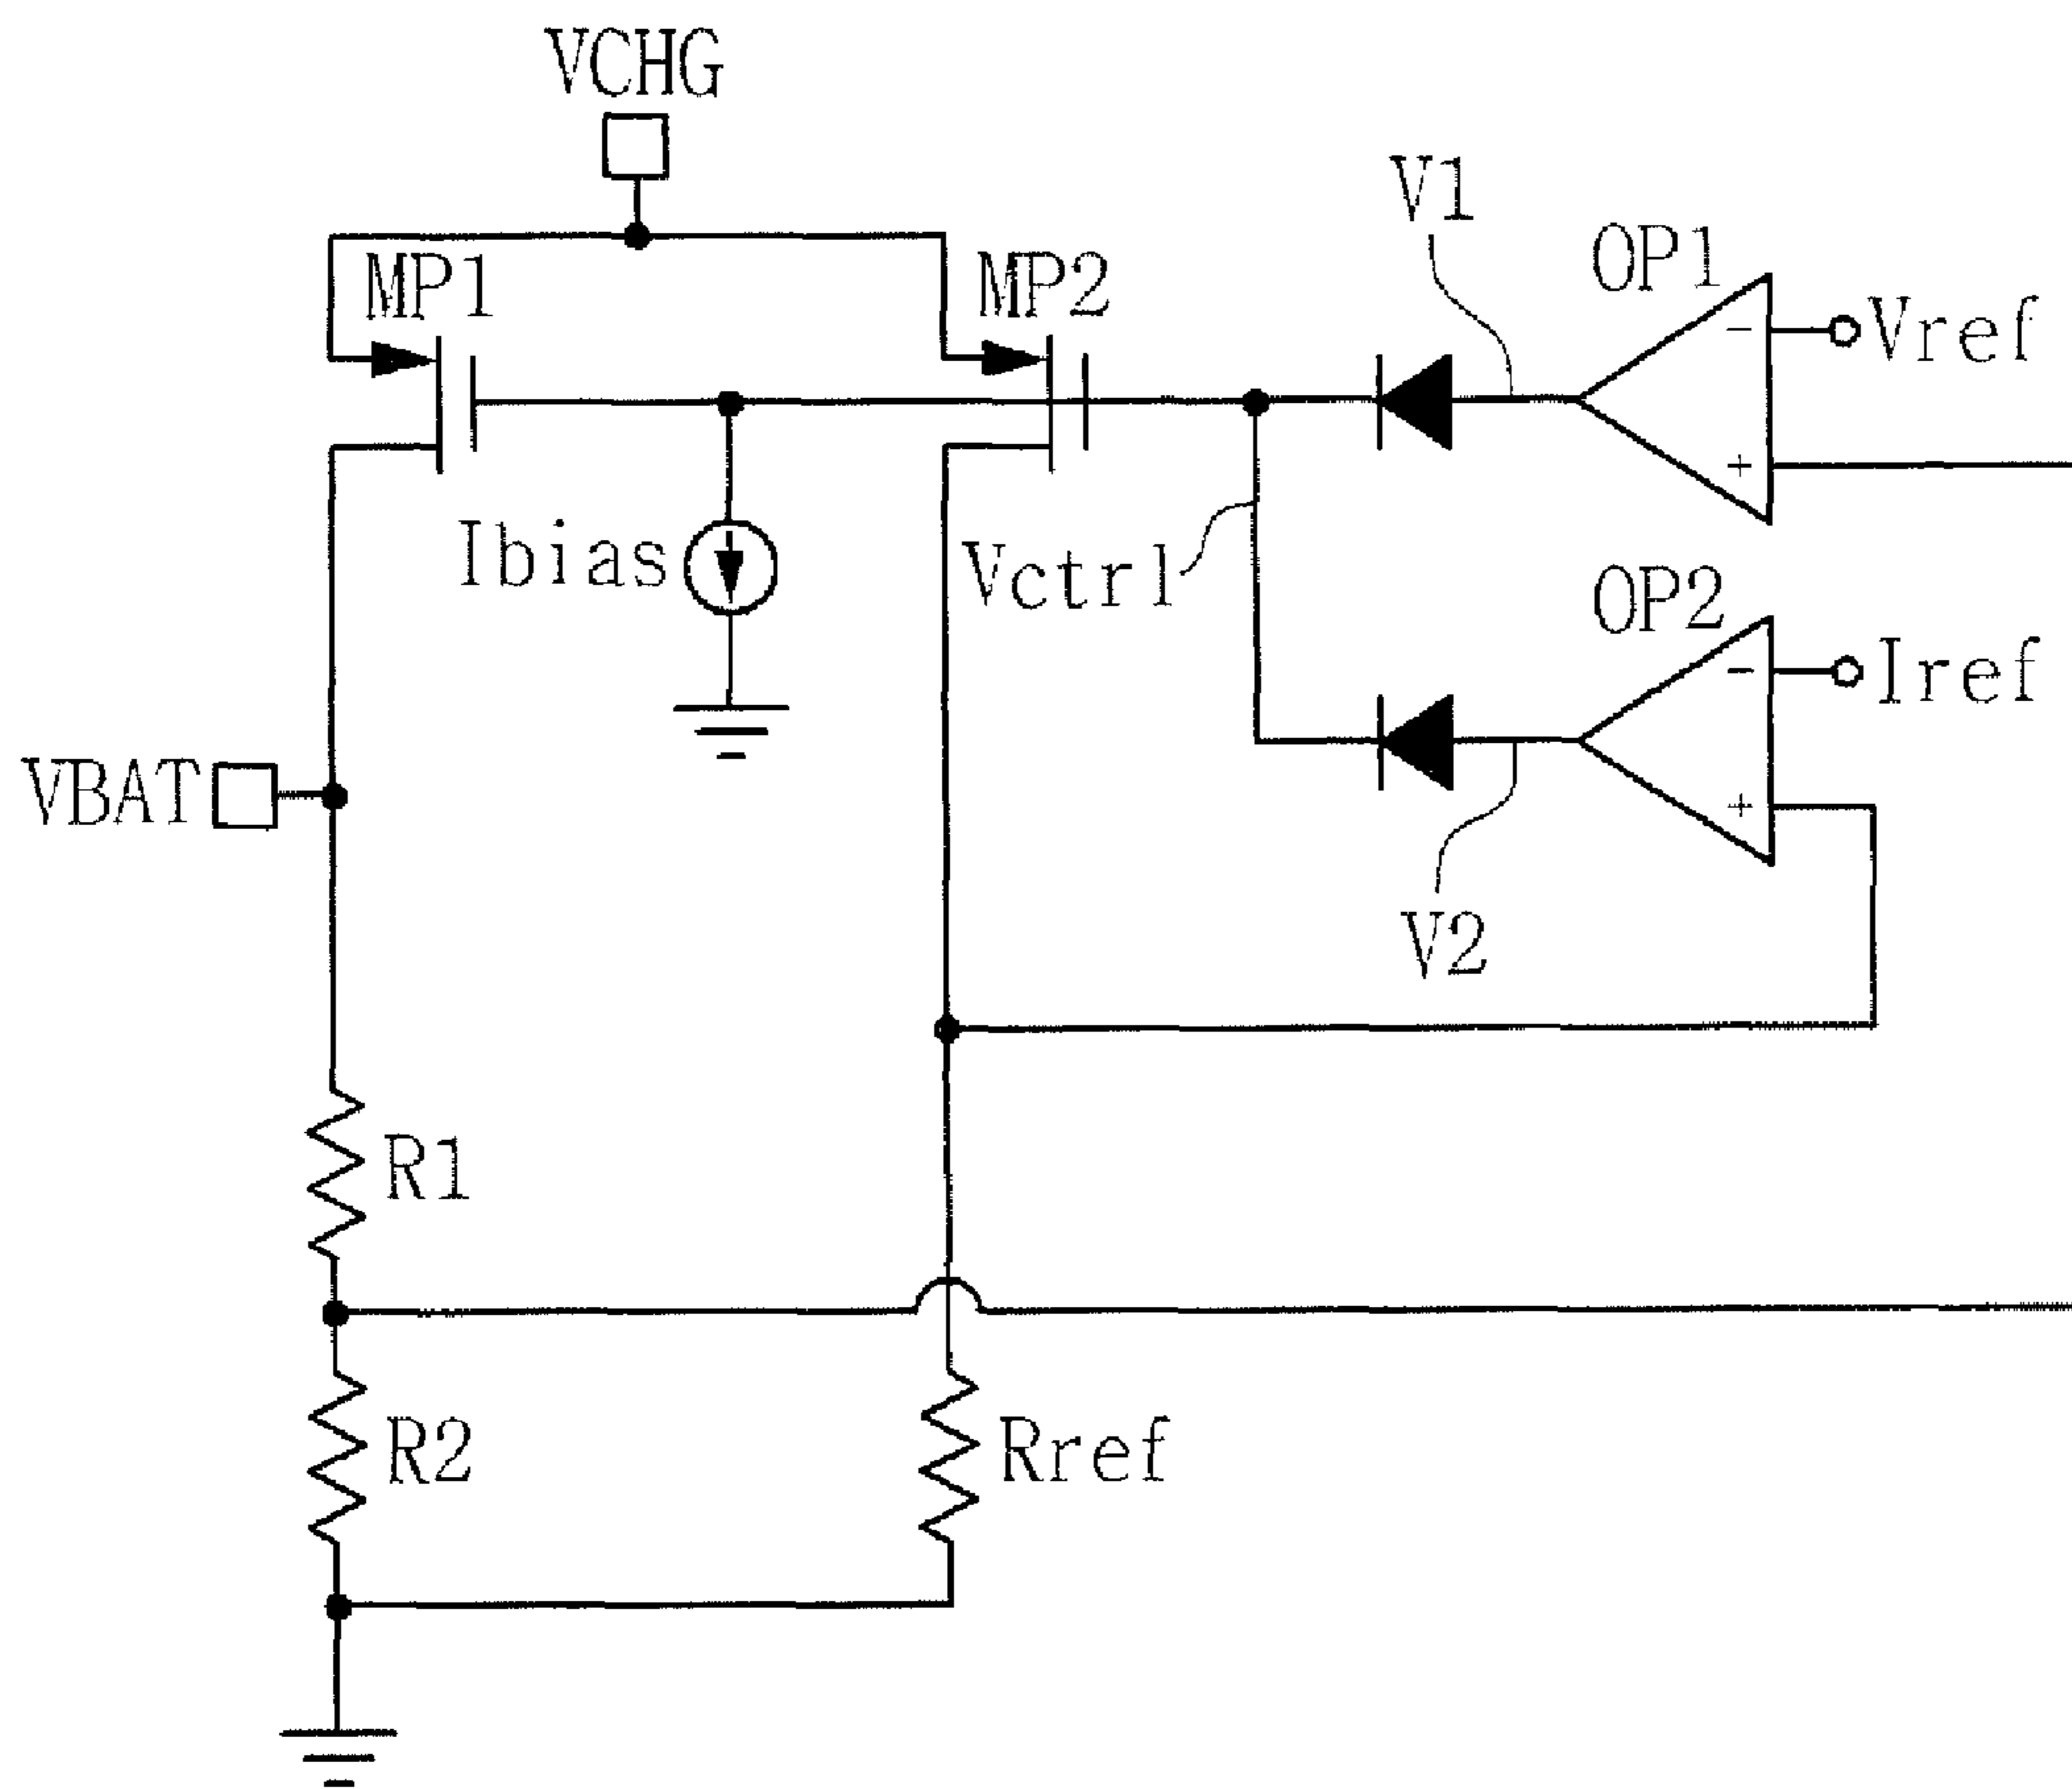 VCHG
V1
OP1
MP1
MP2
-
Vref
+
Ibias
Vctrl
OP2
-
Iref
VBAT
+
V2
R1
R2
Rref